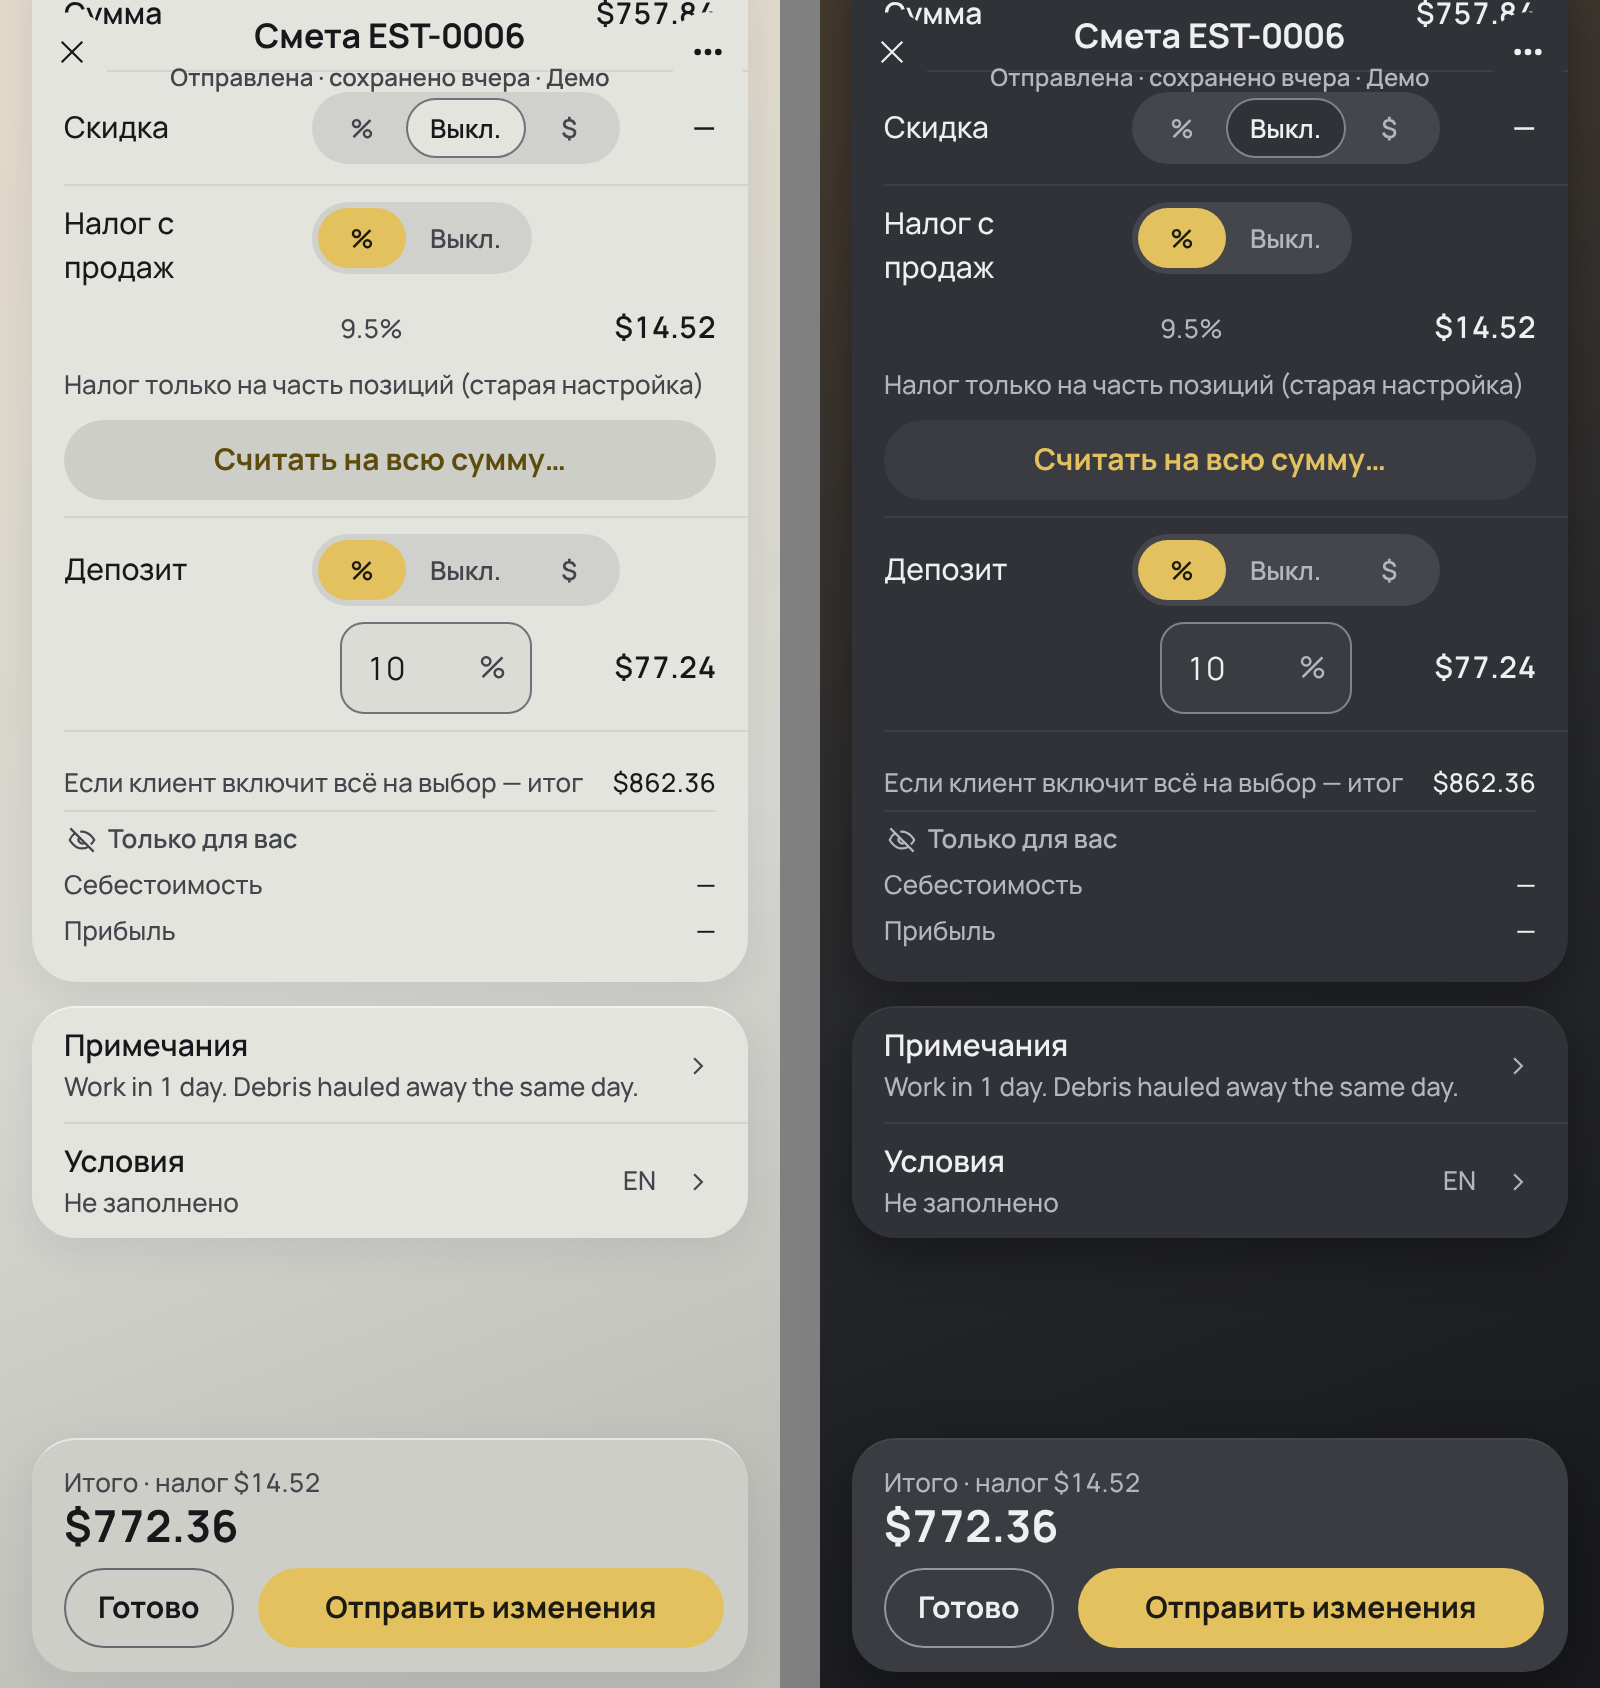 Сумма
Смета EST-0006
•••
Отправлена · сохранено вчера · Демо
Скидка % Выкл. $ —
Налог с продаж % Выкл.
9.5% $14.52
Налог только на часть позиций (старая настройка)
Считать на всю сумму...
Депозит % Выкл. $
10 % $77.24
Если клиент включит всё на выбор — итог $862.36
Только для вас
Себестоимость —
Прибыль —
Примечания
Work in 1 day. Debris hauled away the same day.
Условия
Не заполнено
EN
Итого · налог $14.52
$772.36
Готово Отправить изменения
Сумма
Смета EST-0006
•••
Отправлена · сохранено вчера · Демо
Скидка % Выкл. $ —
Налог с продаж % Выкл.
9.5% $14.52
Налог только на часть позиций (старая настройка)
Считать на всю сумму...
Депозит % Выкл. $
10 % $77.24
Если клиент включит всё на выбор — итог $862.36
Только для вас
Себестоимость —
Прибыль —
Примечания
Work in 1 day. Debris hauled away the same day.
Условия
Не заполнено
EN
Итого · налог $14.52
$772.36
Готово Отправить изменения